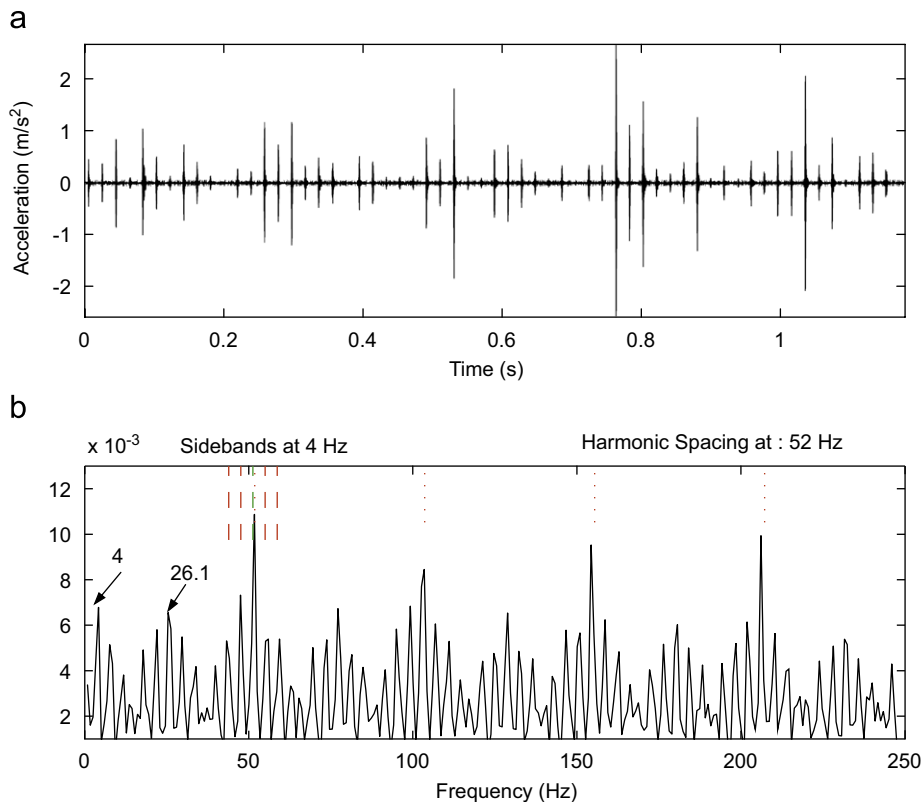 a
Acceleration (m/s²)
2
1
0
-1
-2
0 0.2 0.4 0.6 0.8 1
Time (s)
b
x 10⁻³ Sidebands at 4 Hz Harmonic Spacing at : 52 Hz
12
10
8
6
4
2
4
26.1
0 50 100 150 200 250
Frequency (Hz)